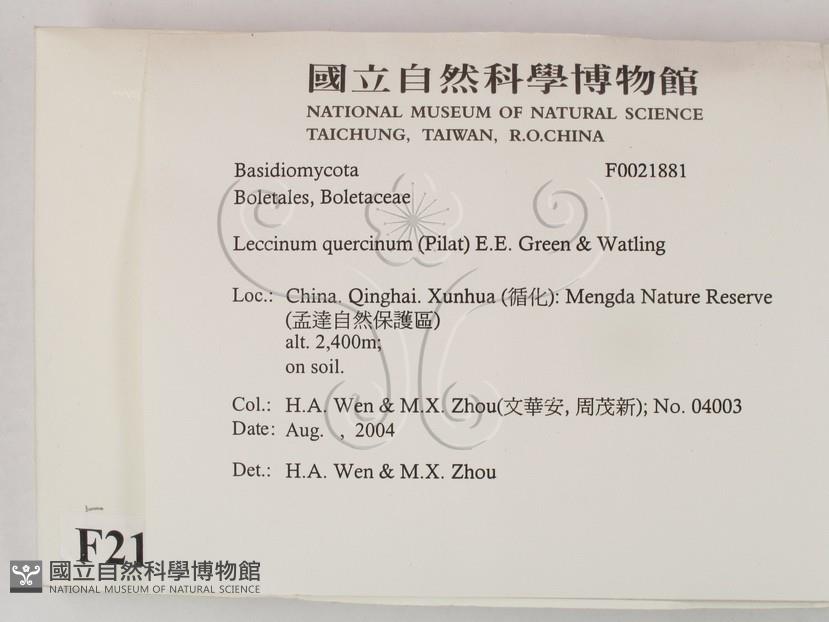 國立自然科學博物館
NATIONAL MUSEUM OF NATURAL SCIENCE
TAICHUNG, TAIWAN, R.O.CHINA
Basidiomycota F0021881
Boletales, Boletaceae
Leccinum quercinum (Pilat) E.E. Green & Watling
Loc.: China. Qinghai. Xunhua (循化): Mengda Nature Reserve
(孟達自然保護區)
alt. 2,400m;
on soil.
Col.: H.A. Wen & M.X. Zhou(文華安, 周茂新); No. 04003
Date: Aug. , 2004
Det.: H.A. Wen & M.X. Zhou
F21
國立自然科學博物館
NATIONAL MUSEUM OF NATURAL SCIENCE